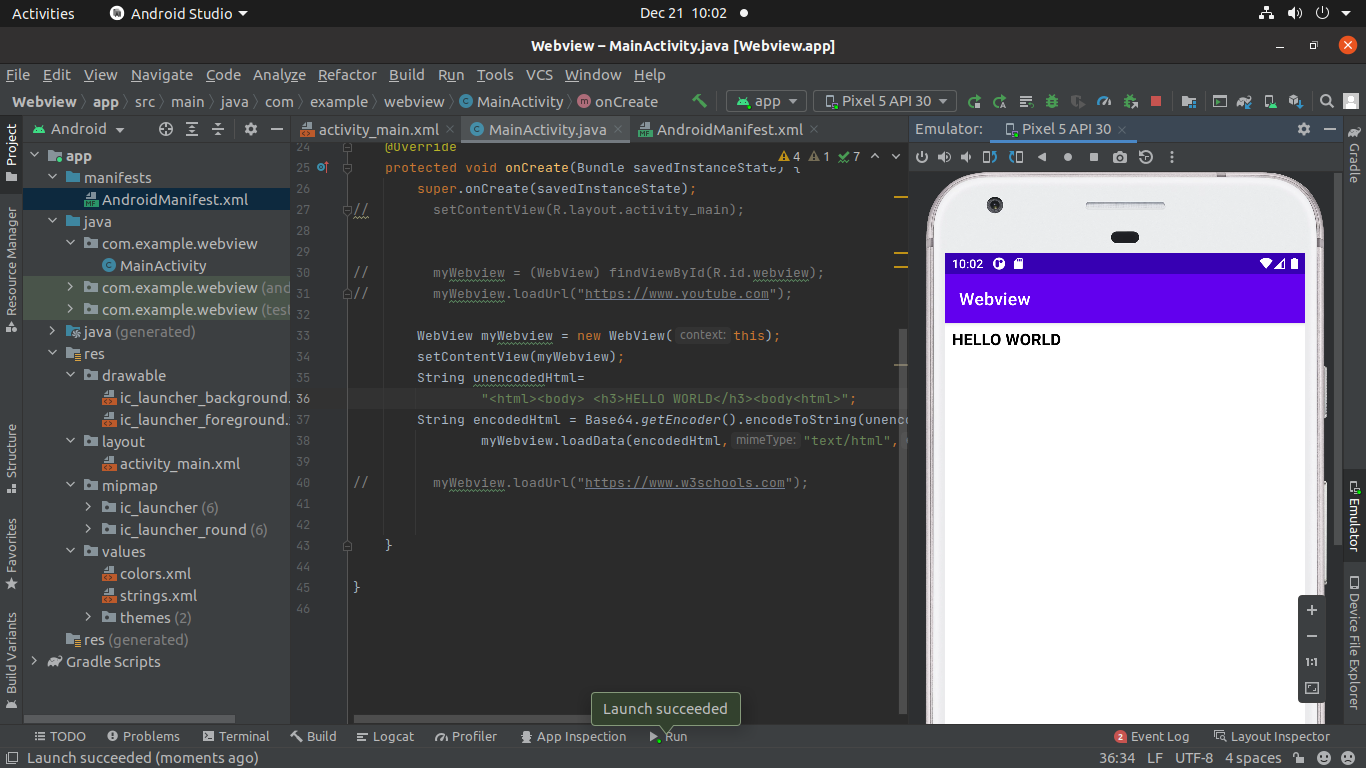 Activities Android Studio Dec 21 10:02
Webview – MainActivity.java [Webview.app]
File Edit View Navigate Code Analyze Refactor Build Run Tools VCS Window Help
Webview app src main java com example webview MainActivity onCreate app Pixel 5 API 30
Android
activity_main.xml MainActivity.java AndroidManifest.xml
Emulator: Pixel 5 API 30
Project
Resource Manager
Structure
Favorites
Build Variants
app
manifests
AndroidManifest.xml
java
com.example.webview
MainActivity
com.example.webview (and
com.example.webview (test
java (generated)
res
drawable
ic_launcher_background.
ic_launcher_foreground.
layout
activity_main.xml
mipmap
ic_launcher (6)
ic_launcher_round (6)
values
colors.xml
strings.xml
themes (2)
res (generated)
Gradle Scripts
4 1 7
24 @Override
25 protected void onCreate(Bundle savedInstanceState) {
26 super.onCreate(savedInstanceState);
27 // setContentView(R.layout.activity_main);
28
29
30 // myWebview = (WebView) findViewById(R.id.webview);
31 // myWebview.loadUrl("https://www.youtube.com");
32
33 WebView myWebview = new WebView( context: this);
34 setContentView(myWebview);
35 String unencodedHtml=
36 "<html><body> <h3>HELLO WORLD</h3><body<html>";
37 String encodedHtml = Base64.getEncoder().encodeToString(unenco
38 myWebview.loadData(encodedHtml, mimeType: "text/html",
39
40 // myWebview.loadUrl("https://www.w3schools.com");
41
42
43 }
44
45 }
46
10:02
Webview
HELLO WORLD
1:1
Gradle
Emulator
Device File Explorer
Launch succeeded
TODO Problems Terminal Build Logcat Profiler App Inspection Run 2 Event Log Layout Inspector
Launch succeeded (moments ago) 36:34 LF UTF-8 4 spaces